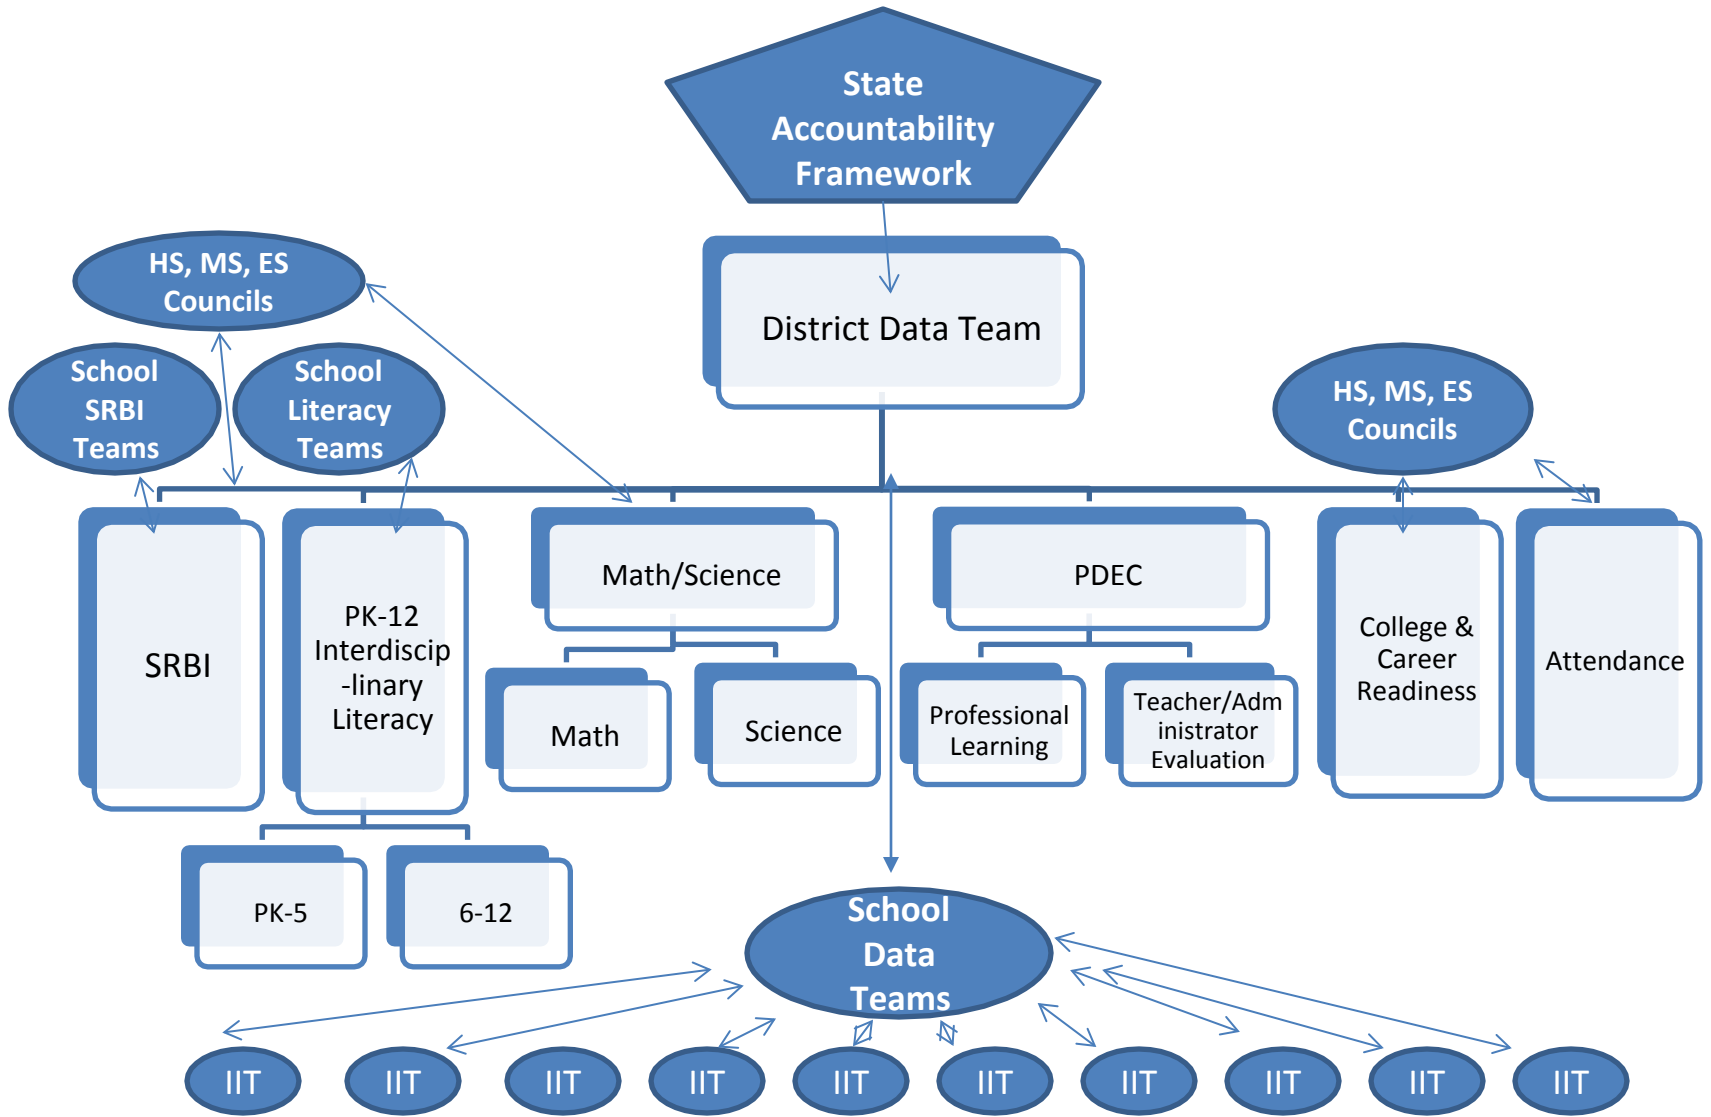 State
Accountability
Framework
HS, MS, ES
Councils
District Data Team
School
SRBI
Teams
School
Literacy
Teams
HS, MS, ES
Councils
SRBI
PK-12
Interdiscip
-linary
Literacy
Math/Science
PDEC
College &
Career
Readiness
Attendance
Math
Science
Professional
Learning
Teacher/Adm
inistrator
Evaluation
PK-5
6-12
School
Data
Teams
IIT
IIT
IIT
IIT
IIT
IIT
IIT
IIT
IIT
IIT